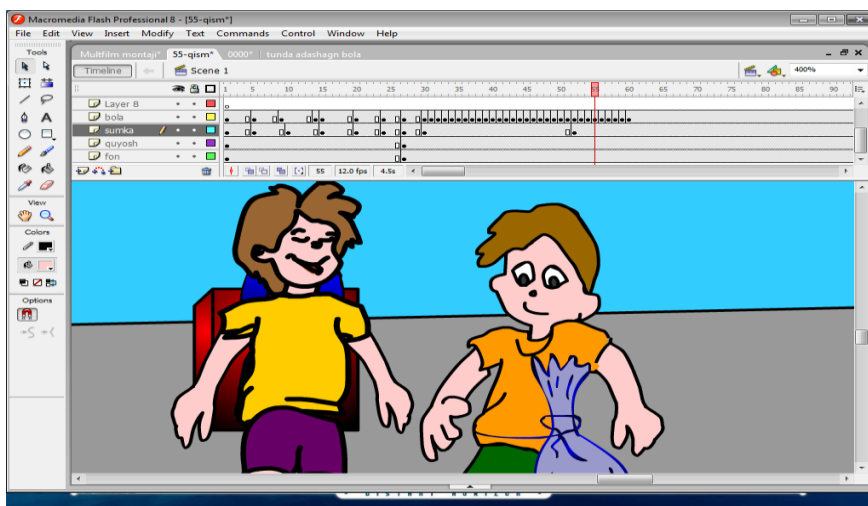 Macromedia Flash Professional 8 - [55-qism*]
File Edit View Insert Modify Text Commands Control Window Help
Tools
Multfilm montaji* 55-qism* 0000* tunda adashagn bola
Timeline Scene 1 400%
1 5 10 15 20 25 30 35 40 45 50 55 60 65 70 75 80 85 90
Layer 8
bola
sumka
quyosh
fon
55 12.0 fps 4.5s
View
Colors
Options
DISTANT HORIZON